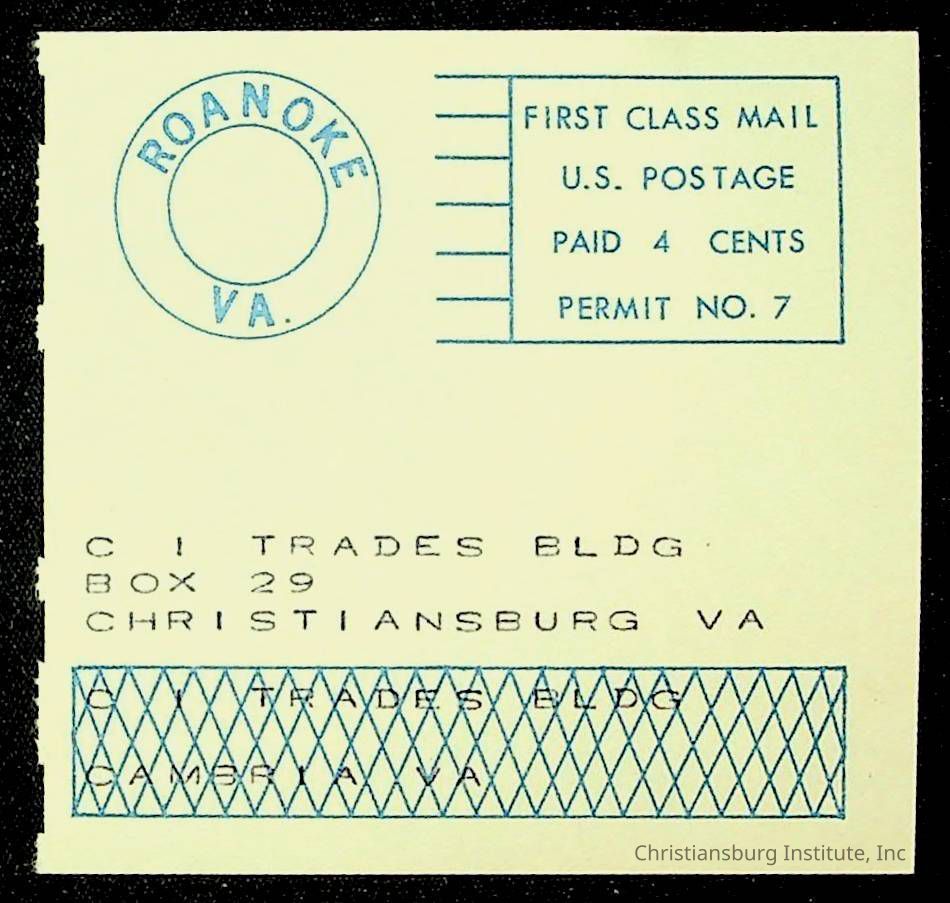 ROANOKE
VA.
FIRST CLASS MAIL
U.S. POSTAGE
PAID 4 CENTS
PERMIT NO. 7
C I TRADES BLDG
BOX 29
CHRISTIANSBURG VA
C I TRADES BLDG
CAMBRIA VA
Christiansburg Institute, Inc